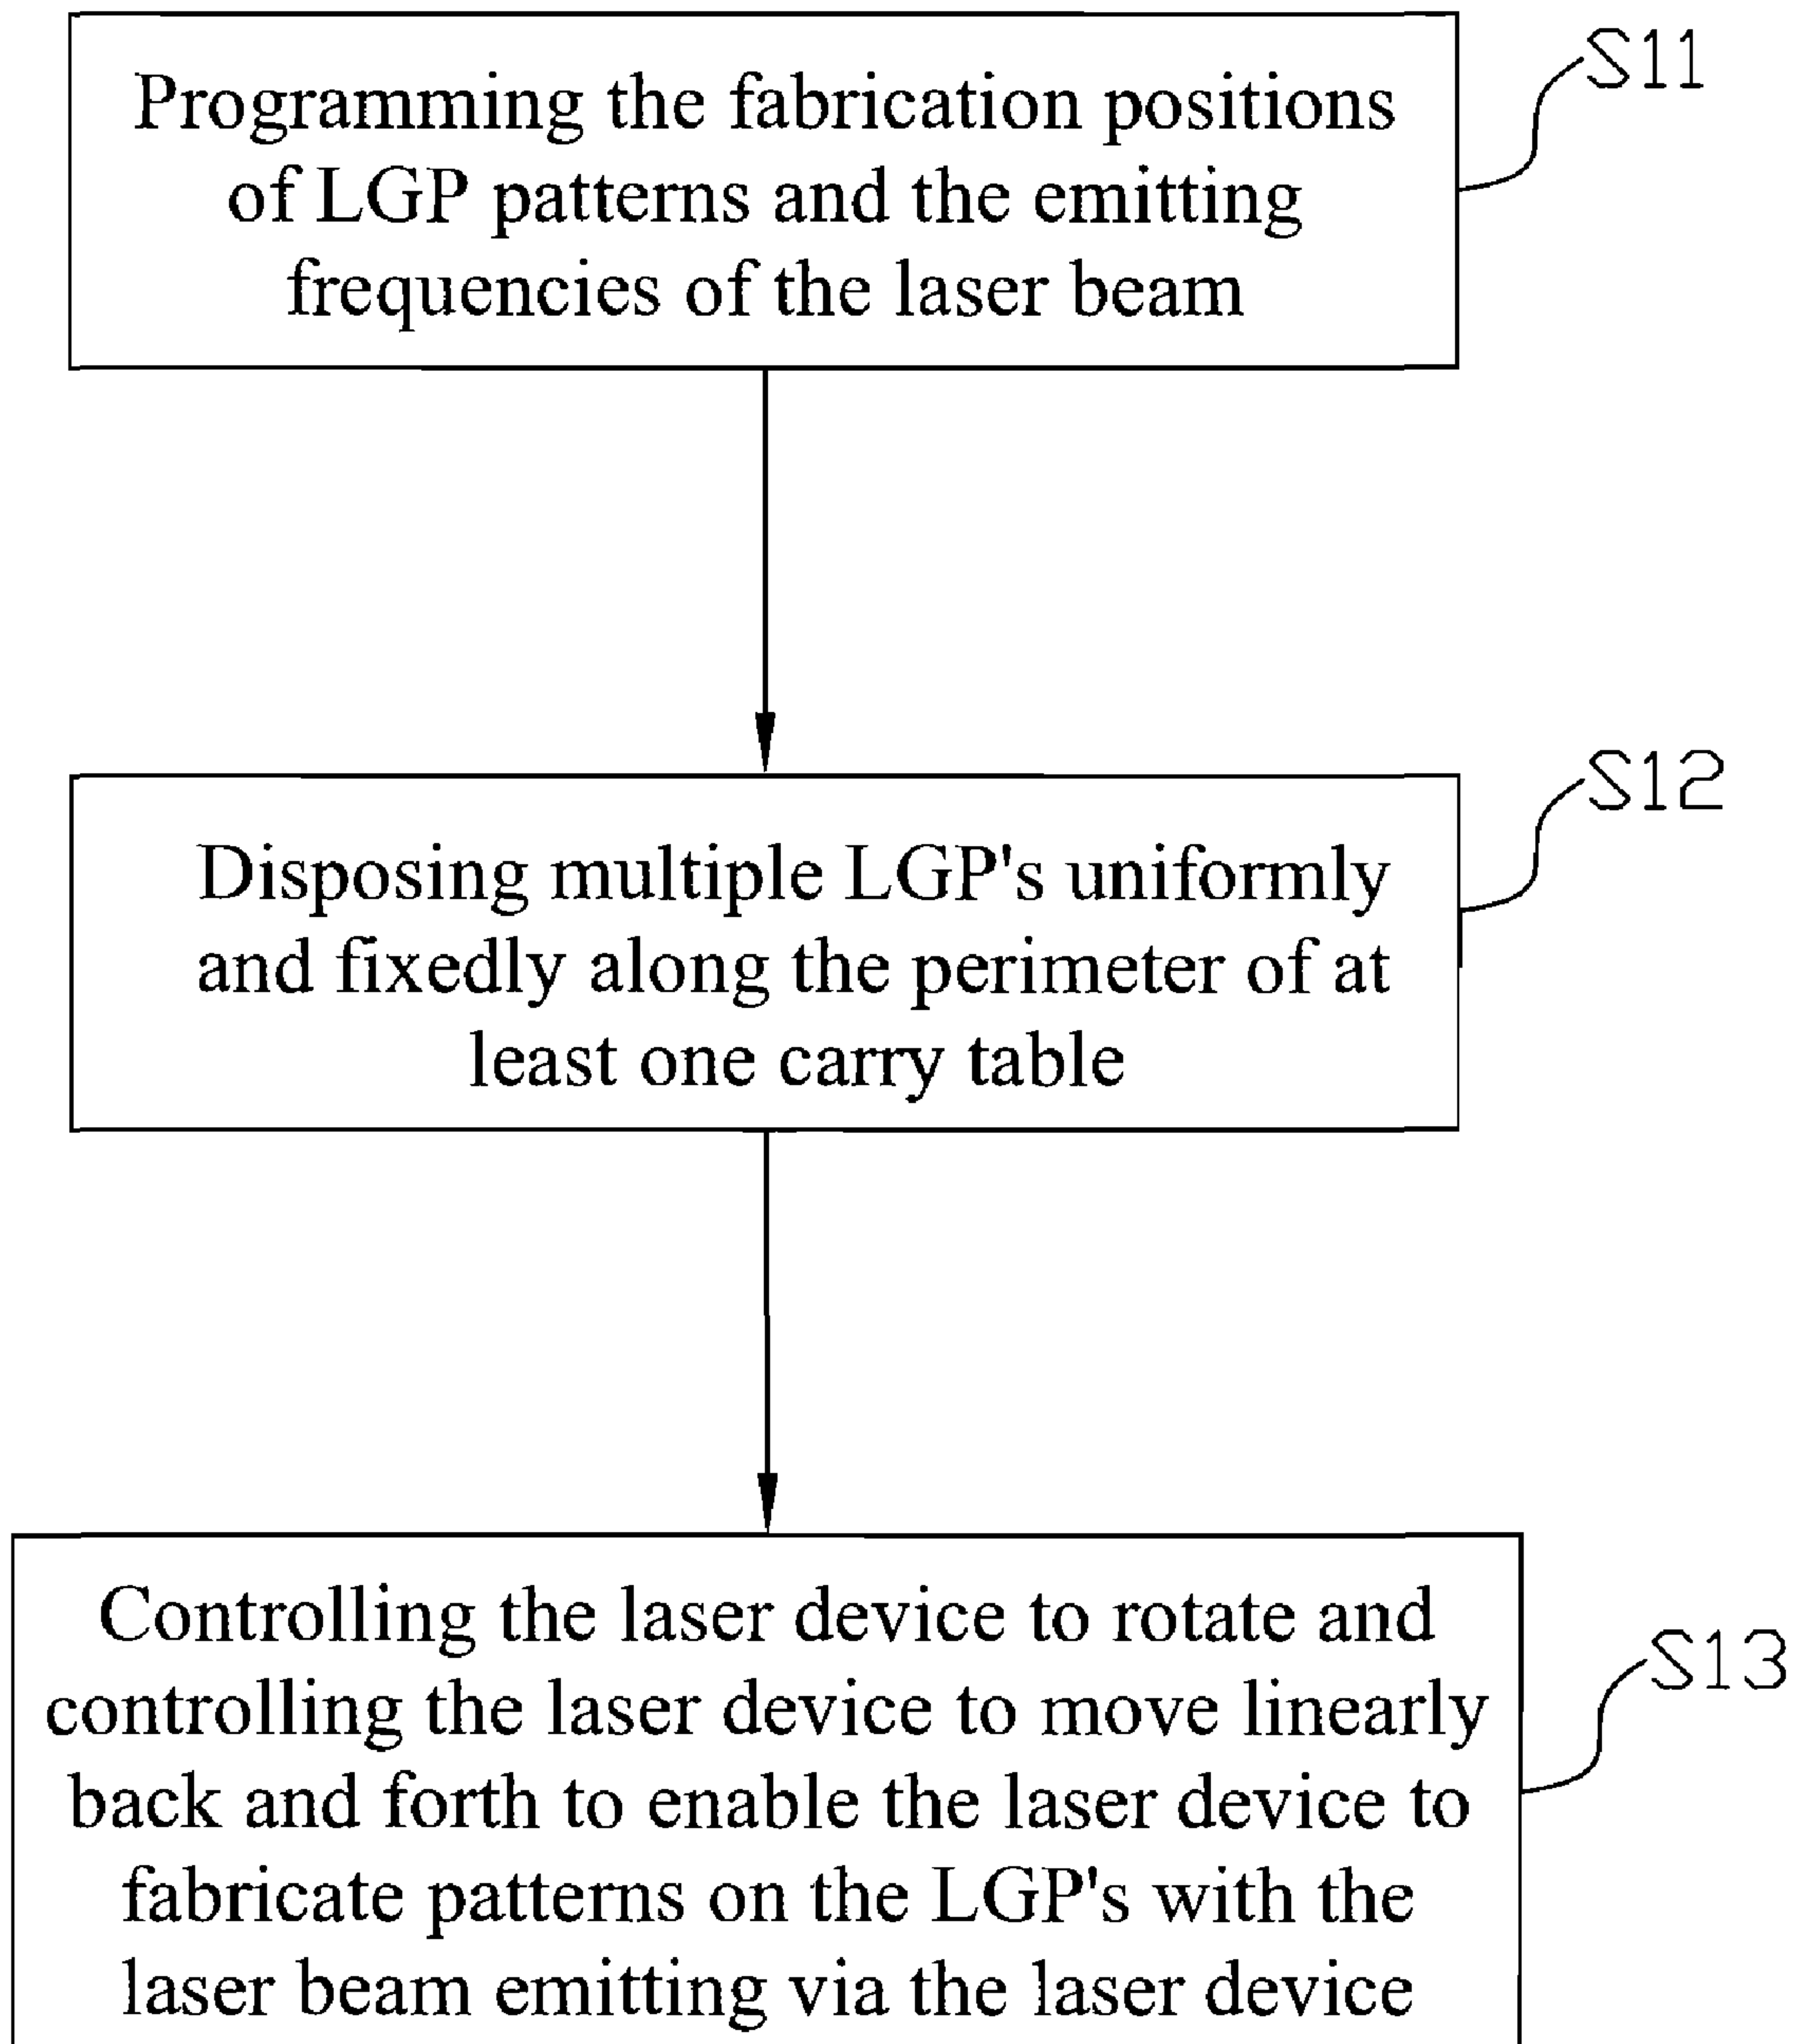 Programming the fabrication positions
of LGP patterns and the emitting
frequencies of the laser beam
S11
Disposing multiple LGP's uniformly
and fixedly along the perimeter of at
least one carry table
S12
Controlling the laser device to rotate and
controlling the laser device to move linearly
back and forth to enable the laser device to
fabricate patterns on the LGP's with the
laser beam emitting via the laser device
S13